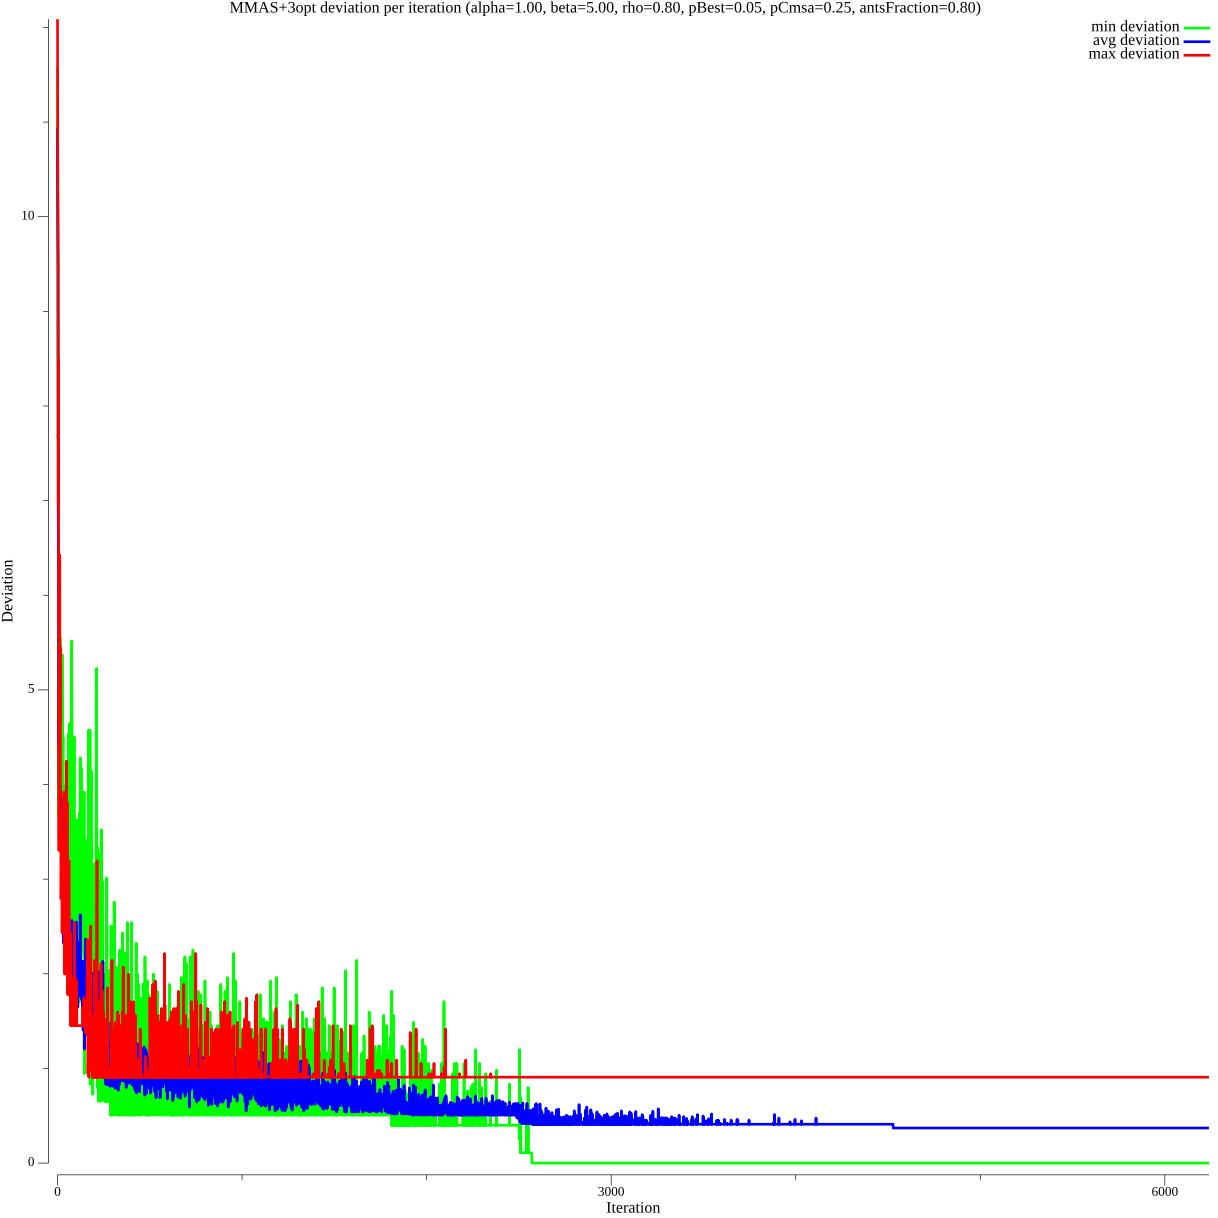 MMAS+3opt deviation per iteration (alpha=1.00, beta=5.00, rho=0.80, pBest=0.05, pCmsa=0.25, antsFraction=0.80)
min deviation
avg deviation
max deviation
10
5
0
Deviation
0
3000
6000
Iteration